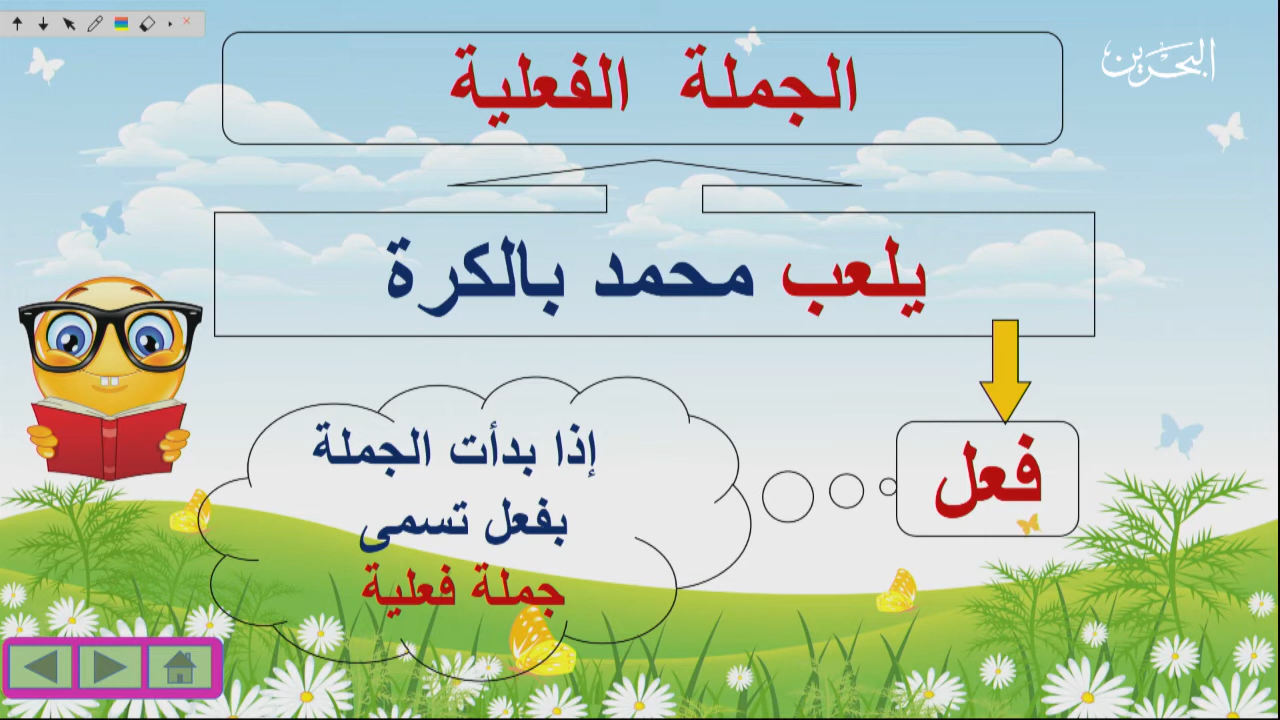 البحرين
الجملة الفعلية
يلعب محمد بالكرة
فعل
إذا بدأت الجملة
بفعل تسمى
جملة فعلية